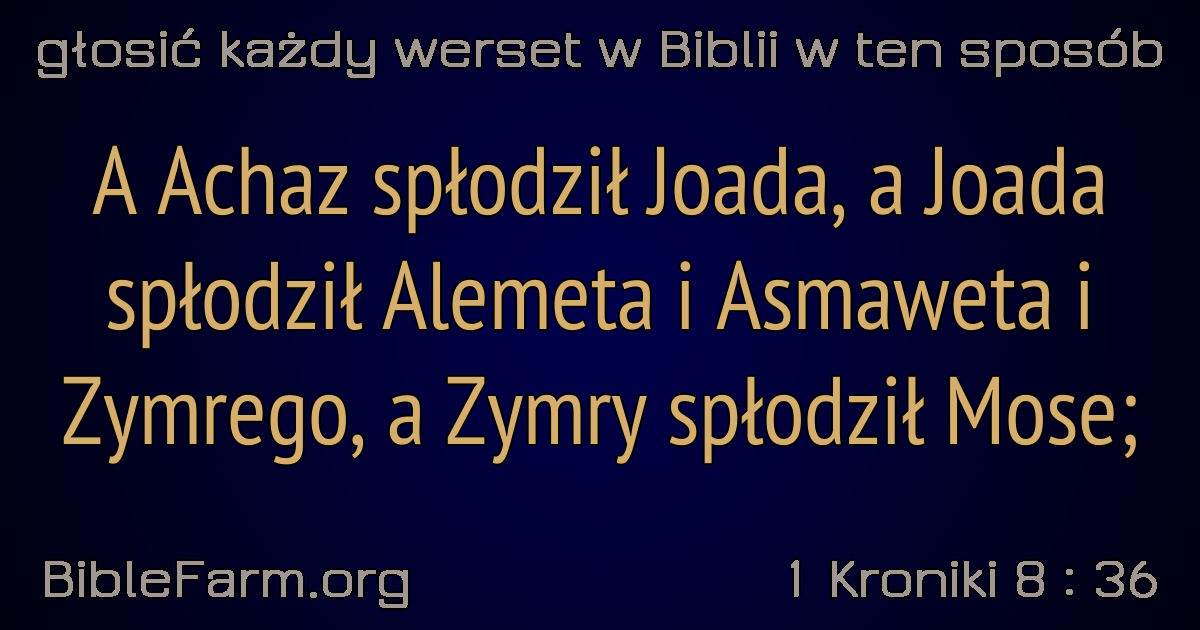 głosić każdy werset w Biblii w ten sposób
A Achaz spłodził Joada, a Joada
spłodził Alemeta i Asmaweta i
Zymrego, a Zymry spłodził Mose;
BibleFarm.org
1 Kroniki 8 : 36